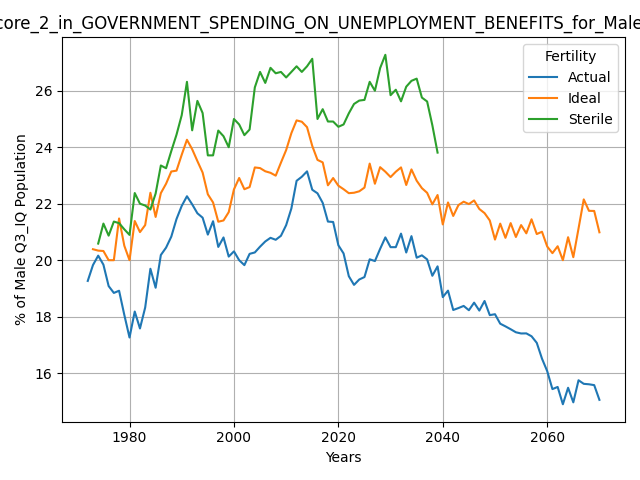 core_2_in_GOVERNMENT_SPENDING_ON_UNEMPLOYMENT_BENEFITS_for_Male
Fertility
Actual
Ideal
Sterile
% of Male Q3_IQ Population
26
24
22
20
18
16
1980
2000
2020
2040
2060
Years